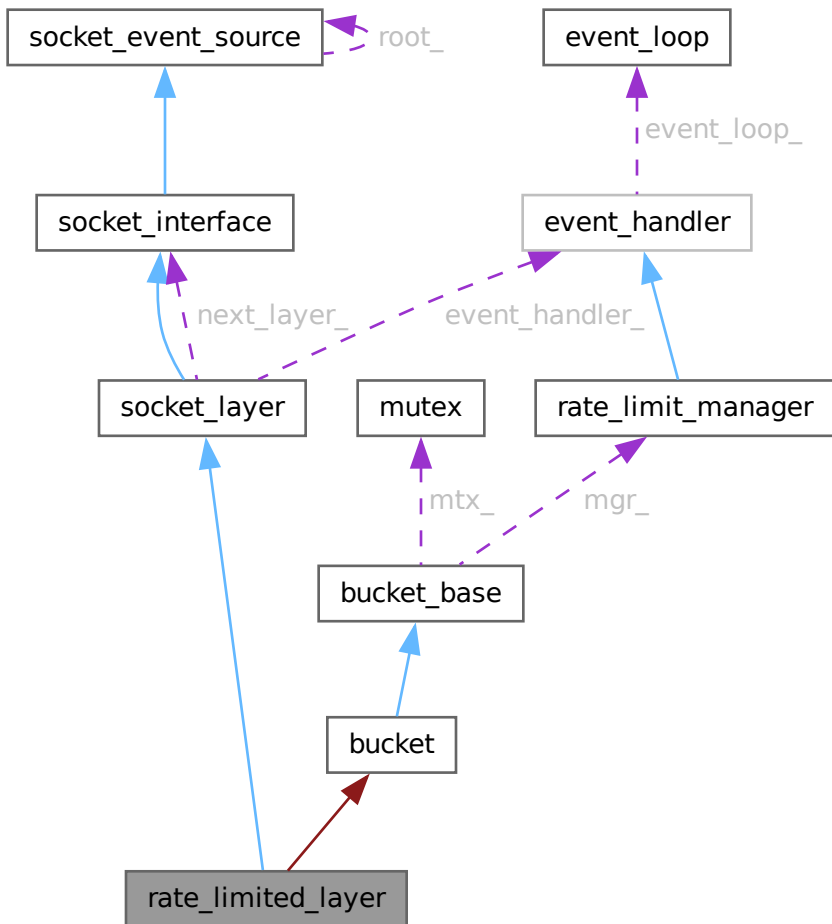 socket_event_source
root_
event_loop
event_loop_
socket_interface
event_handler
next_layer_
event_handler_
socket_layer
mutex
rate_limit_manager
mtx_
mgr_
bucket_base
bucket
rate_limited_layer